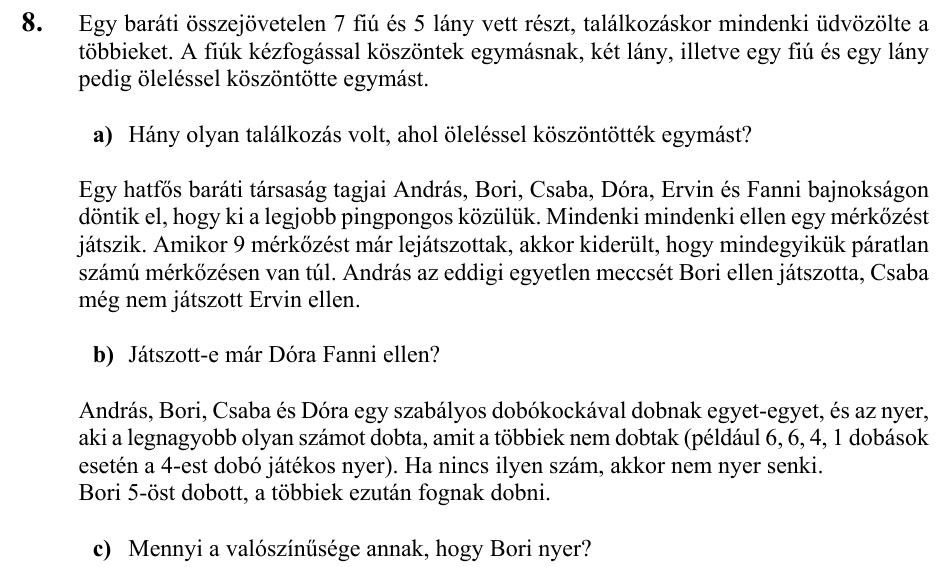 8. Egy baráti összejövetelen 7 fiú és 5 lány vett részt, találkozáskor mindenki üdvözölte a
többieket. A fiúk kézfogással köszöntek egymásnak, két lány, illetve egy fiú és egy lány
pedig öleléssel köszöntötte egymást.
a) Hány olyan találkozás volt, ahol öleléssel köszöntötték egymást?
Egy hatfős baráti társaság tagjai András, Bori, Csaba, Dóra, Ervin és Fanni bajnokságon
döntik el, hogy ki a legjobb pingpongos közülük. Mindenki mindenki ellen egy mérkőzést
játszik. Amikor 9 mérkőzést már lejátszottak, akkor kiderült, hogy mindegyikük páratlan
számú mérkőzésen van túl. András az eddigi egyetlen meccsét Bori ellen játszotta, Csaba
még nem játszott Ervin ellen.
b) Játszott-e már Dóra Fanni ellen?
András, Bori, Csaba és Dóra egy szabályos dobókockával dobnak egyet-egyet, és az nyer,
aki a legnagyobb olyan számot dobta, amit a többiek nem dobtak (például 6, 6, 4, 1 dobások
esetén a 4-est dobó játékos nyer). Ha nincs ilyen szám, akkor nem nyer senki.
Bori 5-öst dobott, a többiek ezután fognak dobni.
c) Mennyi a valószínűsége annak, hogy Bori nyer?